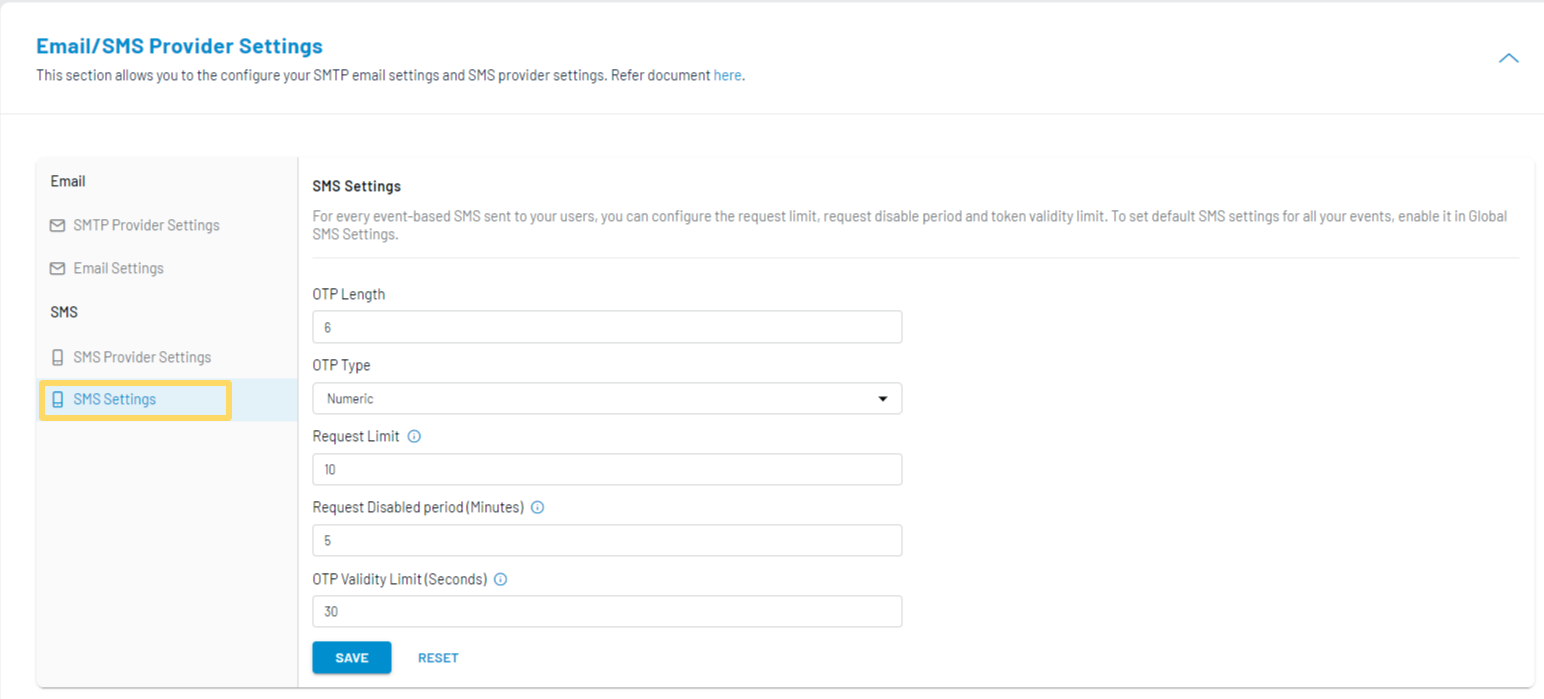 Email/SMS Provider Settings
This section allows you to the configure your SMTP email settings and SMS provider settings. Refer document here.
Email
SMTP Provider Settings
Email Settings
SMS
SMS Provider Settings
SMS Settings
SMS Settings
For every event-based SMS sent to your users, you can configure the request limit, request disable period and token validity limit. To set default SMS settings for all your events, enable it in Global
SMS Settings.
OTP Length
6
OTP Type
Numeric
Request Limit
10
Request Disabled period (Minutes)
5
OTP Validity Limit (Seconds)
30
SAVE RESET